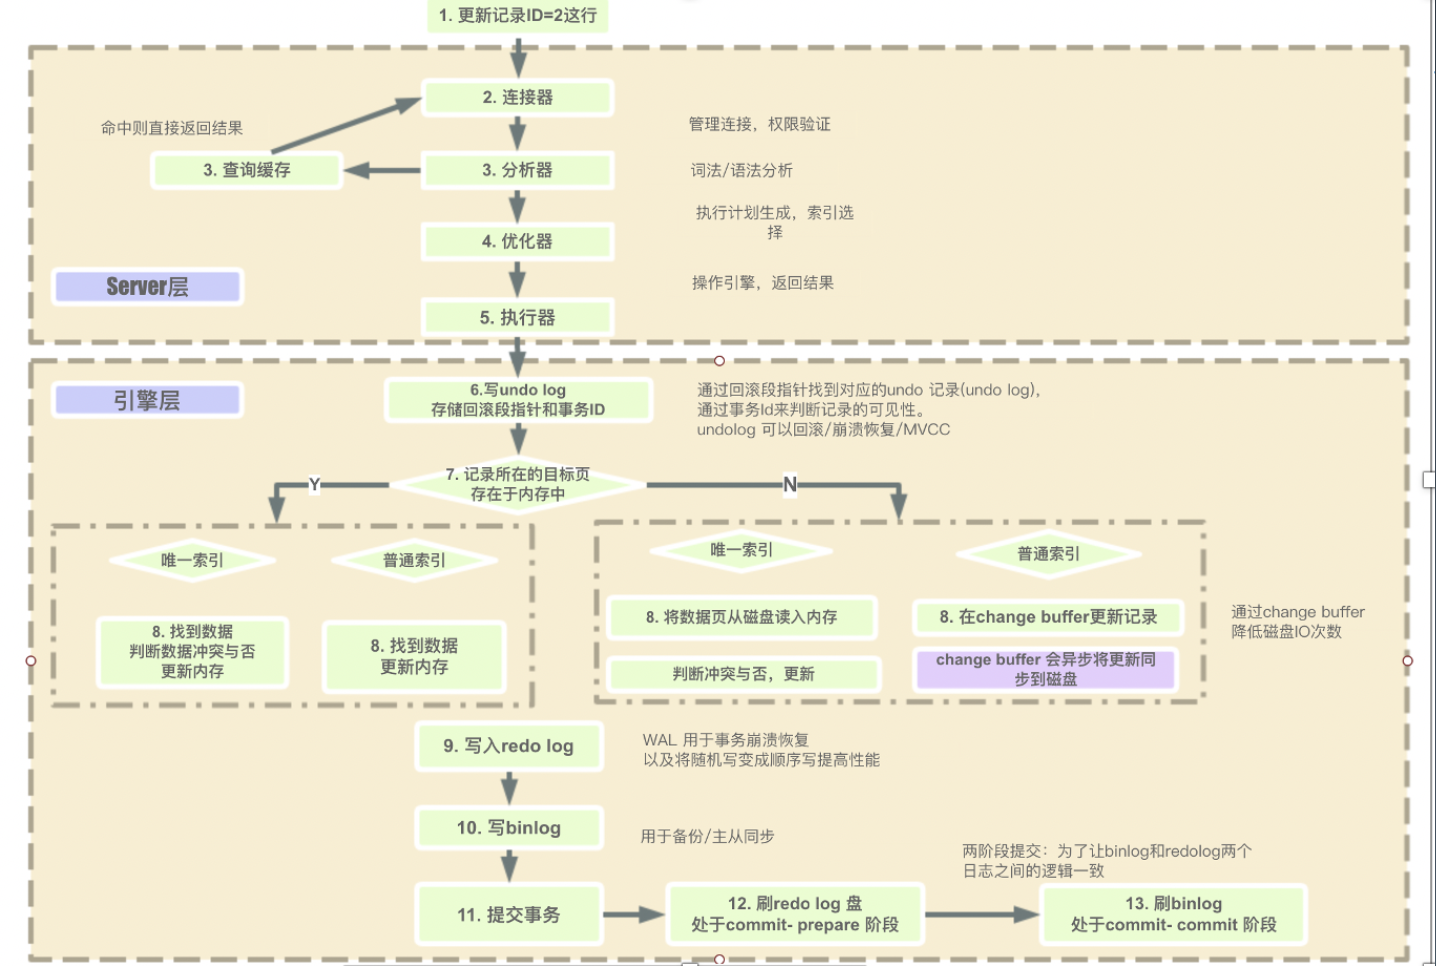 1. 更新记录ID=2这行
2. 连接器
命中则直接返回结果
管理连接，权限验证
3. 查询缓存
3. 分析器
词法/语法分析
执行计划生成，索引选
择
4. 优化器
Server层
操作引擎，返回结果
5. 执行器
引擎层
6.写undo log
存储回滚段指针和事务ID
通过回滚段指针找到对应的undo 记录(undo log)，
通过事务Id来判断记录的可见性。
undolog 可以回滚/崩溃恢复/MVCC
7. 记录所在的目标页
存在于内存中
Y
N
唯一索引
普通索引
唯一索引
普通索引
8. 找到数据
判断数据冲突与否
更新内存
8. 找到数据
更新内存
8. 将数据页从磁盘读入内存
判断冲突与否，更新
8. 在change buffer更新记录
change buffer 会异步将更新同
步到磁盘
通过change buffer
降低磁盘IO次数
9. 写入redo log
WAL 用于事务崩溃恢复
以及将随机写变成顺序写提高性能
10. 写binlog
用于备份/主从同步
两阶段提交：为了让binlog和redolog两个
日志之间的逻辑一致
11. 提交事务
12. 刷redo log 盘
处于commit- prepare 阶段
13. 刷binlog
处于commit- commit 阶段